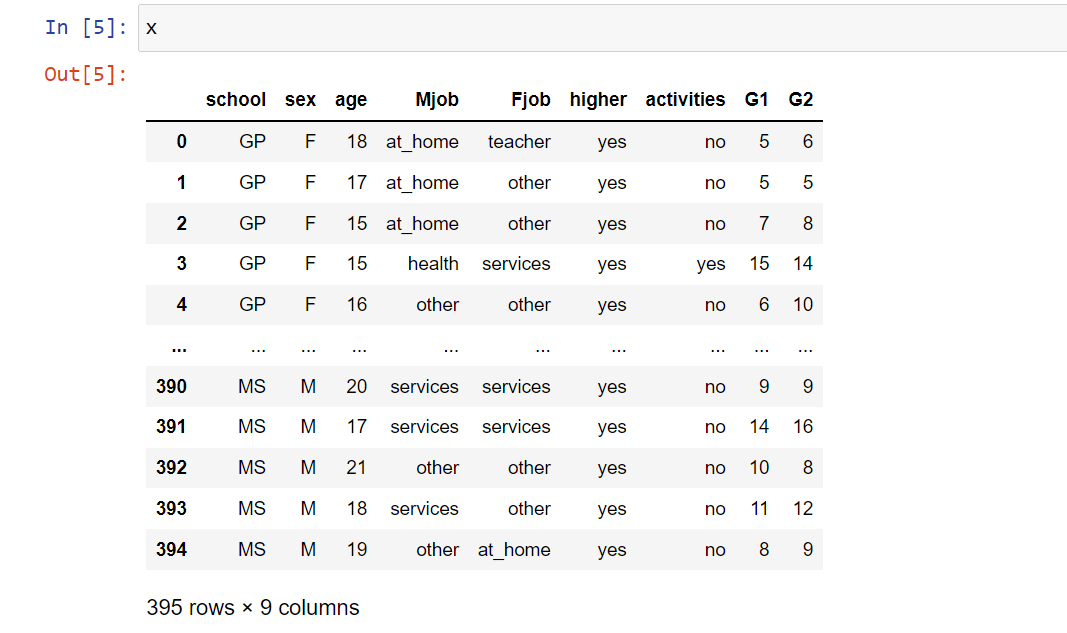 In [5]: x
Out[5]:
school sex age Mjob Fjob higher activities G1 G2
0 GP F 18 at_home teacher yes no 5 6
1 GP F 17 at_home other yes no 5 5
2 GP F 15 at_home other yes no 7 8
3 GP F 15 health services yes yes 15 14
4 GP F 16 other other yes no 6 10
... ... ... ... ... ... ... ... ... ...
390 MS M 20 services services yes no 9 9
391 MS M 17 services services yes no 14 16
392 MS M 21 other other yes no 10 8
393 MS M 18 services other yes no 11 12
394 MS M 19 other at_home yes no 8 9
395 rows × 9 columns